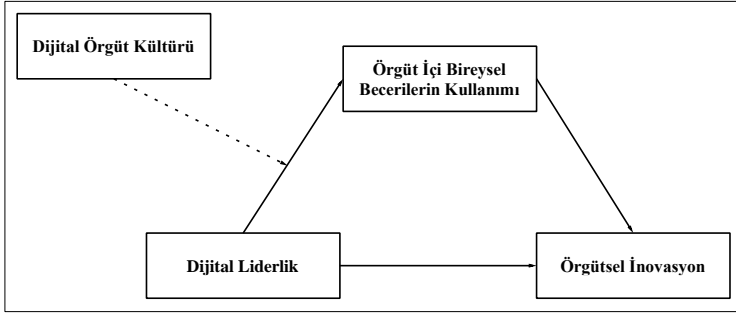 Dijital Örgüt Kültürü
Örgüt İçi Bireysel
Becerilerin Kullanımı
Dijital Liderlik
Örgütsel İnovasyon